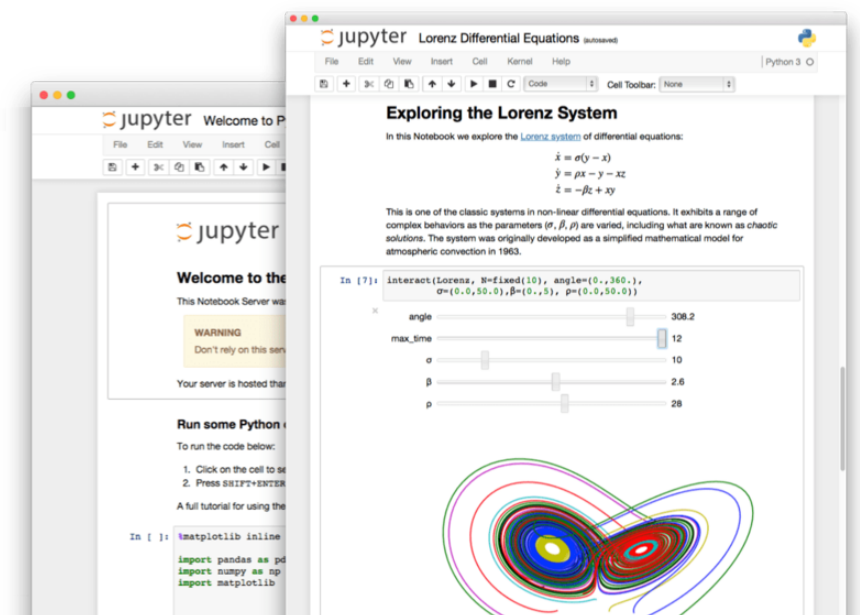 jupyter Lorenz Differential Equations (autosaved)
File Edit View Insert Cell Kernel Help Python 3
Code Cell Toolbar: None
Exploring the Lorenz System
In this Notebook we explore the Lorenz system of differential equations:
ẋ = σ(y − x)
ẏ = ρx − y − xz
ż = −βz + xy
This is one of the classic systems in non-linear differential equations. It exhibits a range of
complex behaviors as the parameters (σ, β, ρ) are varied, including what are known as chaotic
solutions. The system was originally developed as a simplified mathematical model for
atmospheric convection in 1963.
In [7]: interact(Lorenz, N=fixed(10), angle=(0.,360.),
σ=(0.0,50.0),β=(0.,5), ρ=(0.0,50.0))
angle 308.2
max_time 12
σ 10
β 2.6
ρ 28
jupyter Welcome to P
File Edit View Insert Cell
jupyter
Welcome to the
This Notebook Server was
WARNING
Don't rely on this serv
Your server is hosted than
Run some Python
To run the code below:
1. Click on the cell to se
2. Press SHIFT+ENTER
A full tutorial for using the
In [ ]: %matplotlib inline
import pandas as pd
import numpy as np
import matplotlib